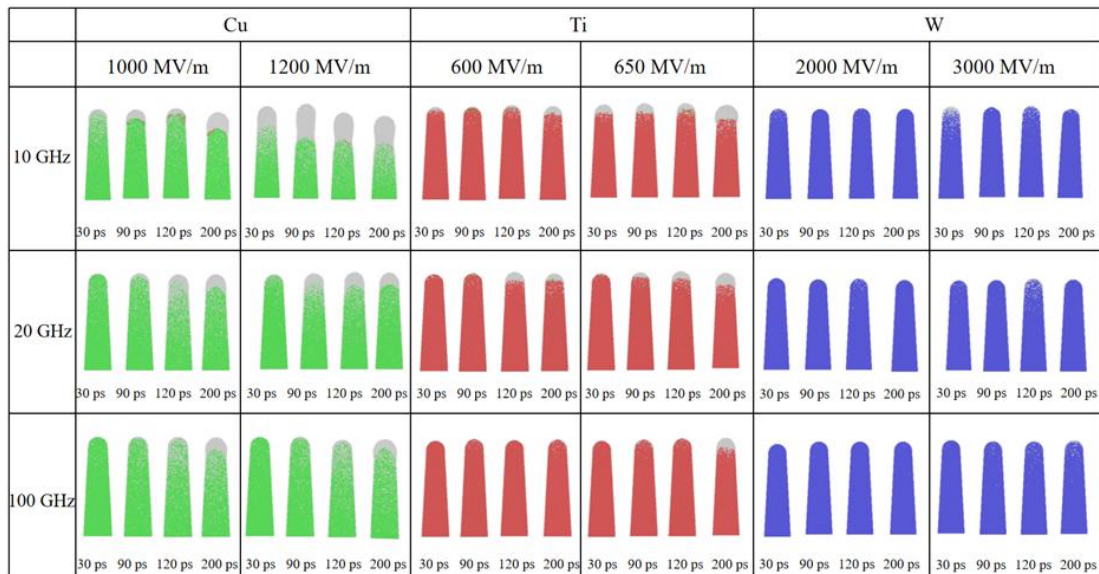 Cu Ti W
1000 MV/m 1200 MV/m 600 MV/m 650 MV/m 2000 MV/m 3000 MV/m
10 GHz
30 ps 90 ps 120 ps 200 ps 30 ps 90 ps 120 ps 200 ps 30 ps 90 ps 120 ps 200 ps 30 ps 90 ps 120 ps 200 ps 30 ps 90 ps 120 ps 200 ps 30 ps 90 ps 120 ps 200 ps
20 GHz
30 ps 90 ps 120 ps 200 ps 30 ps 90 ps 120 ps 200 ps 30 ps 90 ps 120 ps 200 ps 30 ps 90 ps 120 ps 200 ps 30 ps 90 ps 120 ps 200 ps 30 ps 90 ps 120 ps 200 ps
100 GHz
30 ps 90 ps 120 ps 200 ps 30 ps 90 ps 120 ps 200 ps 30 ps 90 ps 120 ps 200 ps 30 ps 90 ps 120 ps 200 ps 30 ps 90 ps 120 ps 200 ps 30 ps 90 ps 120 ps 200 ps